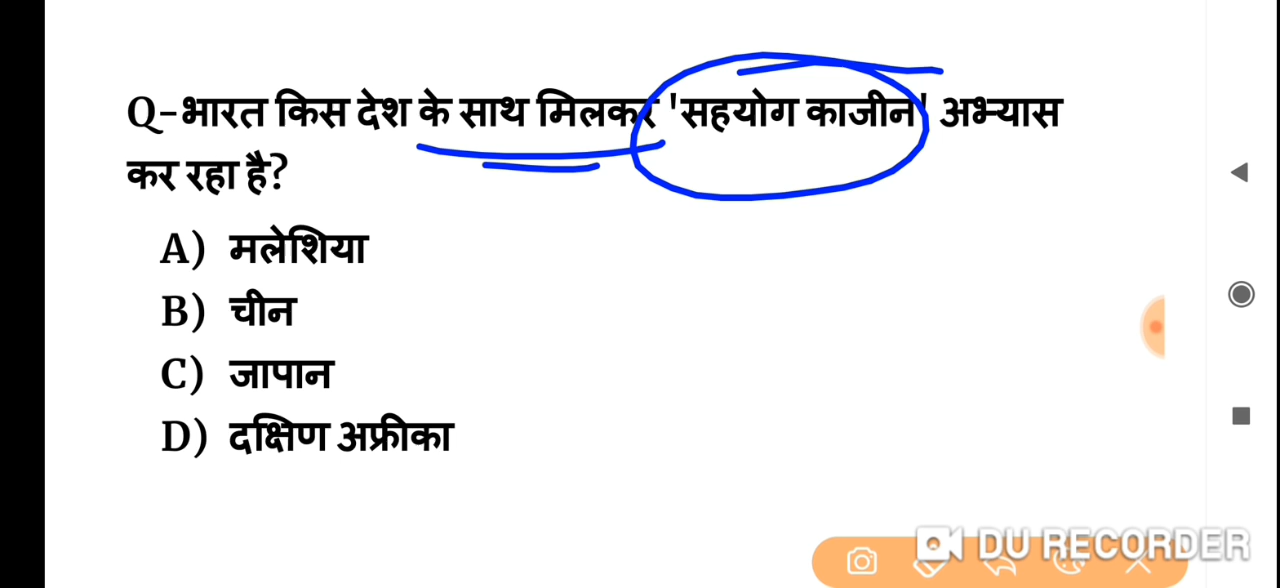 Q-भारत किस देश के साथ मिलकर 'सहयोग काजीन' अभ्यास
कर रहा है?
A) मलेशिया
B) चीन
C) जापान
D) दक्षिण अफ्रीका
DU RECORDER